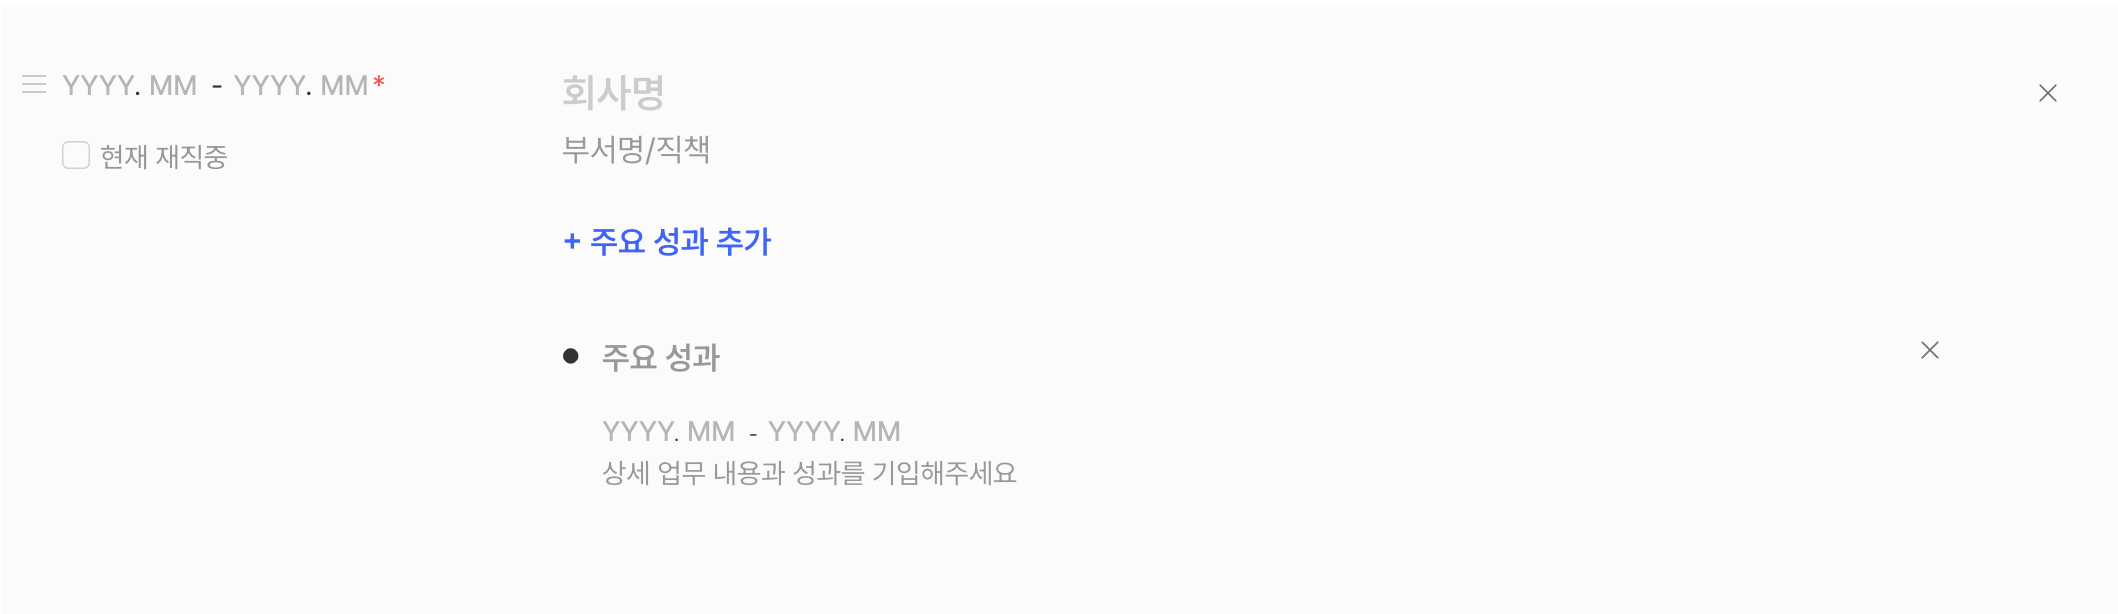 YYYY. MM - YYYY. MM*
현재 재직중
회사명
부서명/직책
+ 주요 성과 추가
주요 성과
YYYY. MM - YYYY. MM
상세 업무 내용과 성과를 기입해주세요